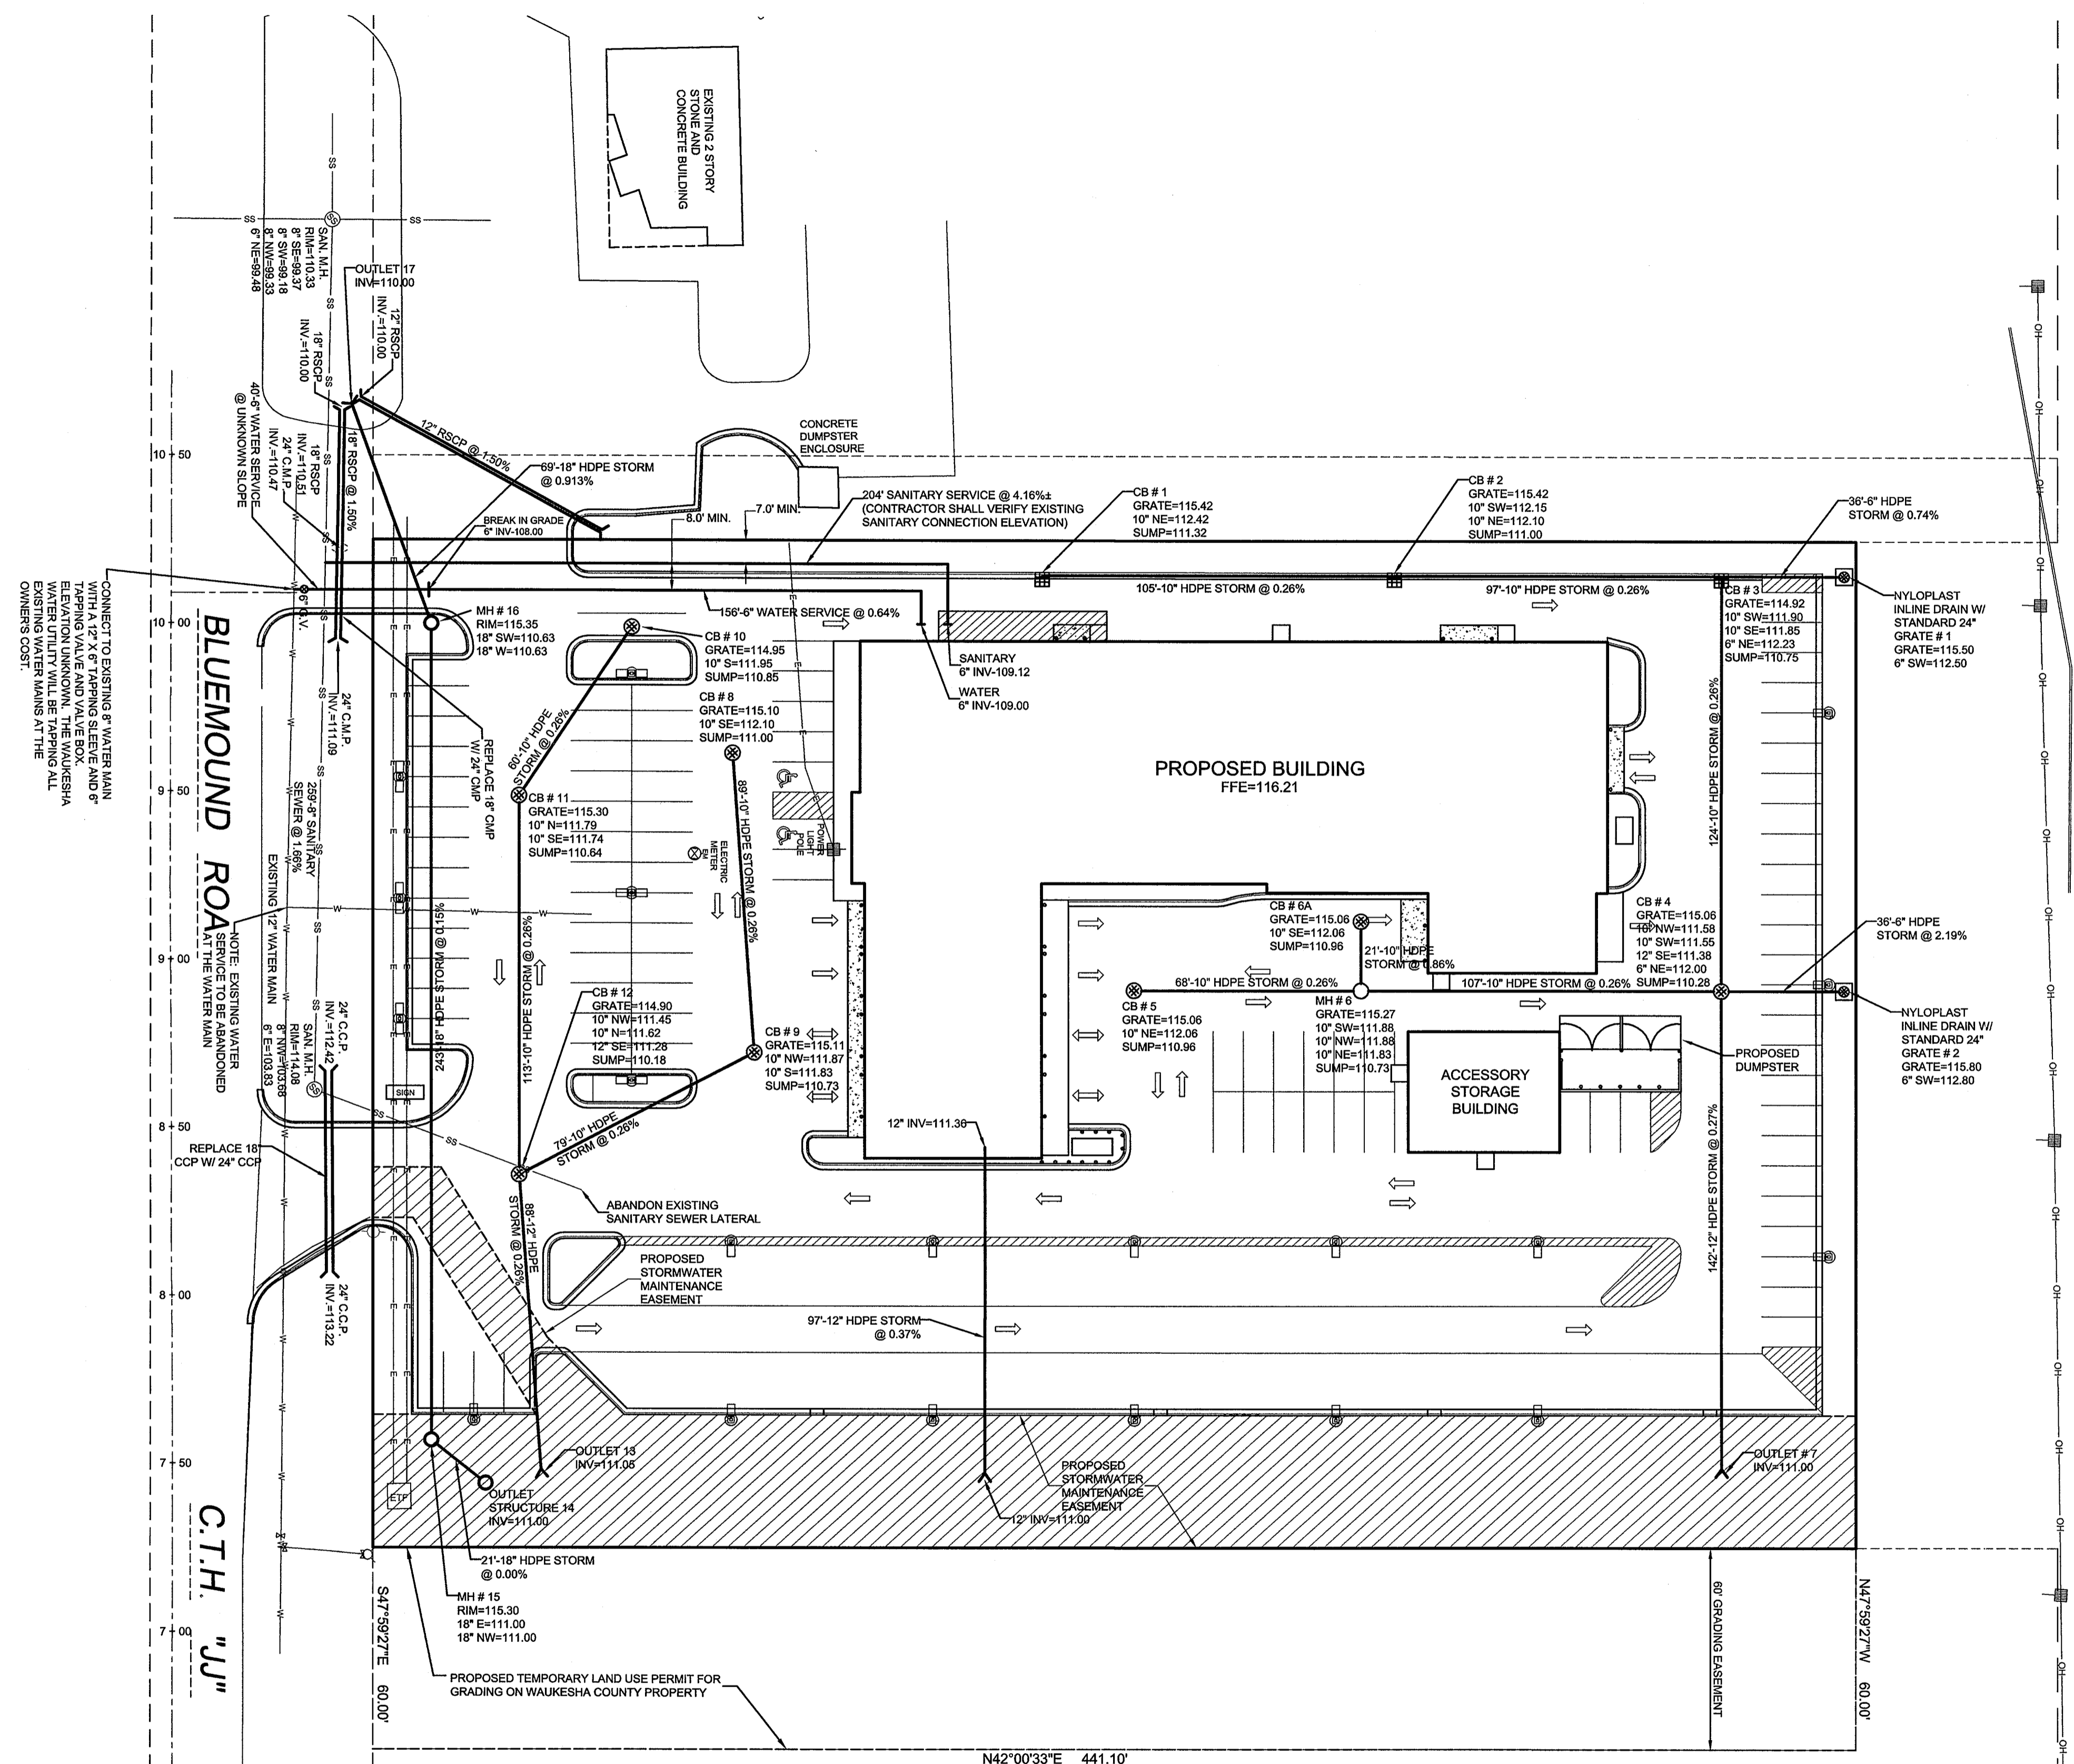 EXISTING 2 STORY
STONE AND
CONCRETE BUILDING
SS
SS
SS
SS
SAN. M.H.
RIM=110.33
8" SE=99.37
8" SW=99.18
8" NW=99.33
6" NE=99.48
OUTLET 17
INV=110.00
12" RSCP
INV.=110.00
18" RSCP
INV.=110.00
40'-6" WATER SERVICE
@ UNKNOWN SLOPE
18" RSCP
INV.=110.51
24" C.M.P.
INV.=110.47
18" RSCP @ 1.50%
12" RSCP @ 1.50%
69'-18" HDPE STORM
@ 0.913%
BREAK IN GRADE
6" INV-108.00
CONCRETE
DUMPSTER
ENCLOSURE
8.0' MIN.
7.0' MIN.
204' SANITARY SERVICE @ 4.16%±
(CONTRACTOR SHALL VERIFY EXISTING
SANITARY CONNECTION ELEVATION)
CB # 1
GRATE=115.42
10" NE=112.42
SUMP=111.32
CB # 2
GRATE=115.42
10" SW=112.15
10" NE=112.10
SUMP=111.00
36'-6" HDPE
STORM @ 0.74%
105'-10" HDPE STORM @ 0.26%
97'-10" HDPE STORM @ 0.26%
CB # 3
GRATE=114.92
10" SW=111.90
10" SE=111.85
6" NE=112.23
SUMP=110.75
NYLOPLAST
INLINE DRAIN W/
STANDARD 24"
GRATE # 1
GRATE=115.50
6" SW=112.50
10 + 50
10 + 00
9 + 50
9 + 00
8 + 50
8 + 00
7 + 50
7 + 00
CONNECT TO EXISTING 8" WATER MAIN
WITH A 12" X 6" TAPPING SLEEVE AND 6"
TAPPING VALVE AND VALVE BOX.
ELEVATION UNKNOWN. THE WAUKESHA
WATER UTILITY WILL BE TAPPING ALL
EXISTING WATER MAINS AT THE
OWNER'S COST.
6" G.V.
MH # 16
RIM=115.35
18" SW=110.63
18" W=110.63
156'-6" WATER SERVICE @ 0.64%
CB # 10
GRATE=114.95
10" S=111.95
SUMP=110.85
CB # 8
GRATE=115.10
10" SE=112.10
SUMP=111.00
SANITARY
6" INV-109.12
WATER
6" INV-109.00
24" C.M.P.
INV.=111.09
REPLACE 18" CMP
W/ 24" CMP
60'-10" HDPE
STORM @ 0.26%
CB # 11
GRATE=115.30
10" N=111.79
10" SE=111.74
SUMP=110.64
89'-10" HDPE STORM @ 0.26%
ELECTRIC
METER
EM
POWER
LIGHT
POLE
PROPOSED BUILDING
FFE=116.21
124'-10" HDPE STORM @ 0.26%
BLUEMOUND ROA
259'-8" SANITARY
SEWER @ 1.66%
EXISTING 12" WATER MAIN
NOTE: EXISTING WATER
SERVICE TO BE ABANDONED
AT THE WATER MAIN
243'-18" HDPE STORM @ 0.15%
113'-10" HDPE STORM @ 0.26%
CB # 12
GRATE=114.90
10" NW=111.45
10" N=111.62
12" SE=111.28
SUMP=110.18
CB # 9
GRATE=115.11
10" NW=111.87
10" S=111.83
SUMP=110.73
CB # 6A
GRATE=115.06
10" SE=112.06
SUMP=110.96
21'-10" HDPE
STORM @ 0.86%
CB # 4
GRATE=115.06
10" NW=111.58
10" SW=111.55
12" SE=111.38
6" NE=112.00
SUMP=110.28
36'-6" HDPE
STORM @ 2.19%
68'-10" HDPE STORM @ 0.26%
107'-10" HDPE STORM @ 0.26%
CB # 5
GRATE=115.06
10" NE=112.06
SUMP=110.96
MH # 6
GRATE=115.27
10" SW=111.88
10" NW=111.88
10" NE=111.83
SUMP=110.73
NYLOPLAST
INLINE DRAIN W/
STANDARD 24"
GRATE # 2
GRATE=115.80
6" SW=112.80
PROPOSED
DUMPSTER
ACCESSORY
STORAGE
BUILDING
24" C.C.P.
INV.=112.42
SAN. M.H.
RIM=114.08
8" NW=103.68
6" E=103.83
SIGN
REPLACE 18"
CCP W/ 24" CCP
79'-10" HDPE
STORM @ 0.26%
12" INV=111.36
ABANDON EXISTING
SANITARY SEWER LATERAL
88'-12" HDPE
STORM @ 0.26%
142'-12" HDPE STORM @ 0.27%
24" C.C.P.
INV.=113.22
PROPOSED
STORMWATER
MAINTENANCE
EASEMENT
97'-12" HDPE STORM
@ 0.37%
OUTLET 13
INV=111.05
PROPOSED
STORMWATER
MAINTENANCE
EASEMENT
12" INV=111.00
OUTLET # 7
INV=111.00
ETP
OUTLET
STRUCTURE 14
INV=111.00
21'-18" HDPE STORM
@ 0.00%
MH # 15
RIM=115.30
18" E=111.00
18" NW=111.00
C.T.H. "JJ"
S47°59'27"E 60.00'
60' GRADING EASEMENT
N47°59'27"W 60.00'
PROPOSED TEMPORARY LAND USE PERMIT FOR
GRADING ON WAUKESHA COUNTY PROPERTY
N42°00'33"E 441.10'